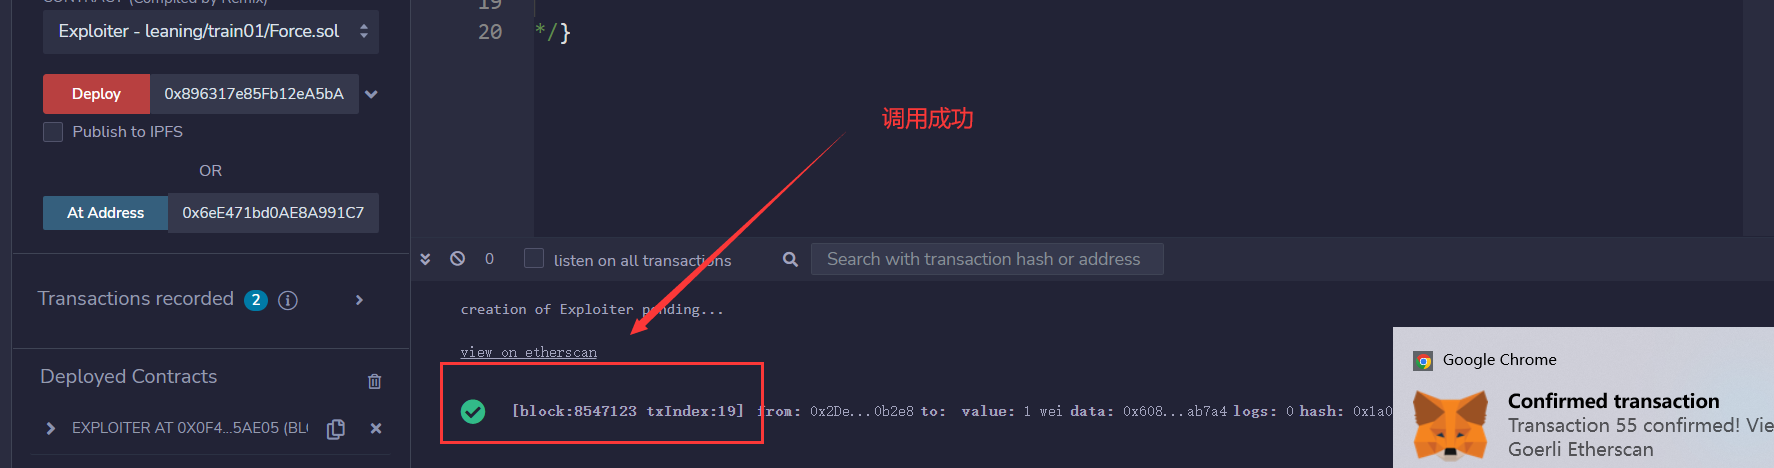 CONTRACT (Compiled by Remix)
Exploiter - leaning/train01/Force.sol
Deploy 0x896317e85Fb12eA5bA
Publish to IPFS
OR
At Address 0x6eE471bd0AE8A991C7
Transactions recorded 2 i
Deployed Contracts
EXPLOITER AT 0X0F4...5AE05 (BL
19
20 */}
调用成功
0 listen on all transactions Search with transaction hash or address
creation of Exploiter pending...
view on etherscan
[block:8547123 txIndex:19] from: 0x2De...0b2e8 to: value: 1 wei data: 0x608...ab7a4 logs: 0 hash: 0x1a0
Google Chrome
Confirmed transaction
Transaction 55 confirmed! Vie
Goerli Etherscan